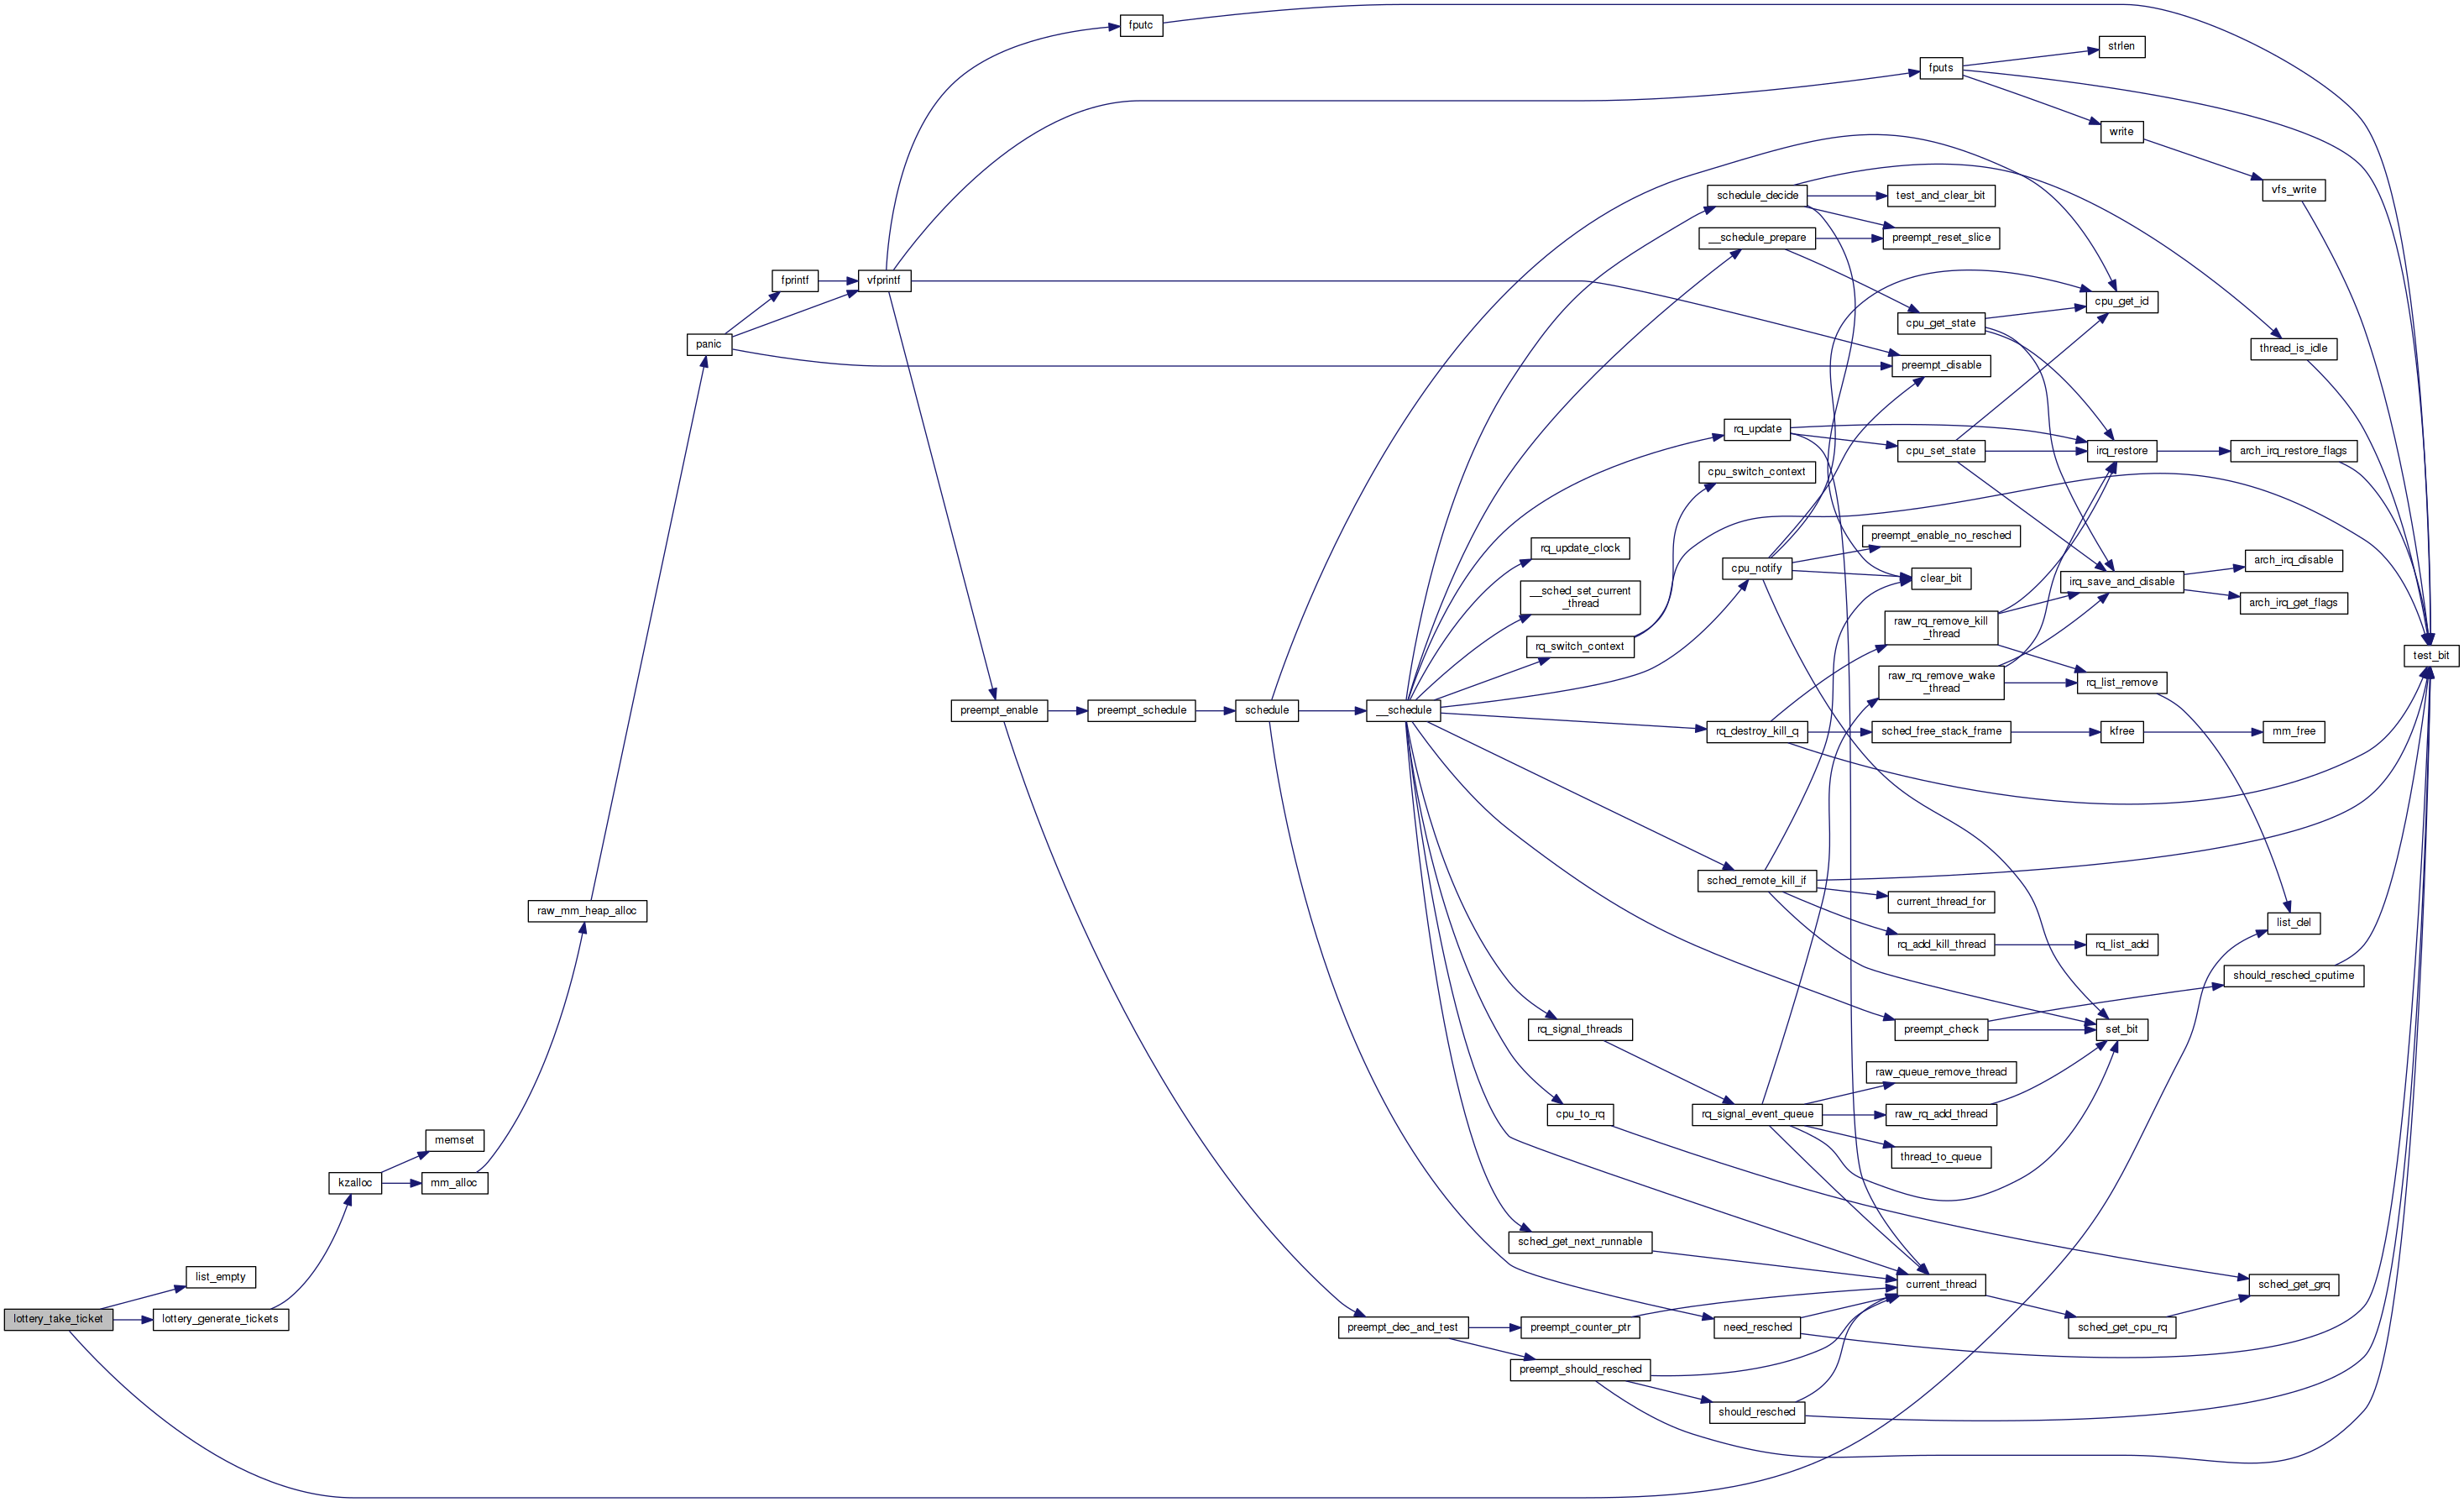 fputc
strlen
fputs
write
vfs_write
schedule_decide
test_and_clear_bit
__schedule_prepare
preempt_reset_slice
fprintf
vfprintf
cpu_get_id
cpu_get_state
panic
thread_is_idle
preempt_disable
rq_update
cpu_set_state
irq_restore
arch_irq_restore_flags
cpu_switch_context
preempt_enable_no_resched
rq_update_clock
arch_irq_disable
cpu_notify
clear_bit
irq_save_and_disable
__sched_set_current
_thread
arch_irq_get_flags
raw_rq_remove_kill
_thread
rq_switch_context
test_bit
raw_rq_remove_wake
_thread
rq_list_remove
preempt_enable
preempt_schedule
schedule
__schedule
rq_destroy_kill_q
sched_free_stack_frame
kfree
mm_free
sched_remote_kill_if
current_thread_for
raw_mm_heap_alloc
list_del
rq_add_kill_thread
rq_list_add
should_resched_cputime
rq_signal_threads
preempt_check
set_bit
raw_queue_remove_thread
cpu_to_rq
rq_signal_event_queue
raw_rq_add_thread
memset
thread_to_queue
kzalloc
mm_alloc
sched_get_next_runnable
list_empty
current_thread
sched_get_grq
lottery_take_ticket
lottery_generate_tickets
preempt_dec_and_test
preempt_counter_ptr
need_resched
sched_get_cpu_rq
preempt_should_resched
should_resched